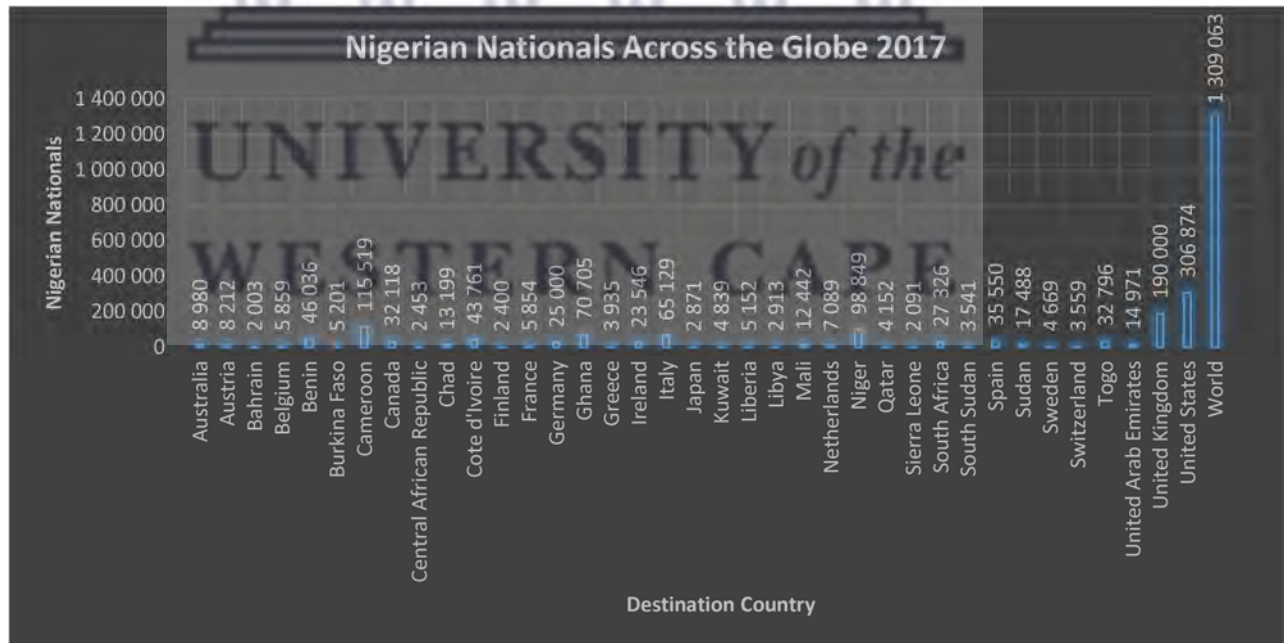 Nigerian Nationals Across the Globe 2017
UNIVERSITY of the
WESTERN CAPE
Nigerian Nationals
1 400 000
1 200 000
1 000 000
800 000
600 000
400 000
200 000
0
8 980
8 212
2 003
5 859
46 036
5 201
115 519
32 118
2 453
13 199
43 761
2 400
5 854
25 000
70 705
3 935
23 546
65 129
2 871
4 839
5 152
2 913
12 442
7 089
98 849
4 152
2 091
27 326
3 541
35 550
17 488
4 669
3 559
32 796
14 971
190 000
306 874
1 309 063
Australia
Austria
Bahrain
Belgium
Benin
Burkina Faso
Cameroon
Canada
Central African Republic
Chad
Cote d'Ivoire
Finland
France
Germany
Ghana
Greece
Ireland
Italy
Japan
Kuwait
Liberia
Libya
Mali
Netherlands
Niger
Qatar
Sierra Leone
South Africa
South Sudan
Spain
Sudan
Sweden
Switzerland
Togo
United Arab Emirates
United Kingdom
United States
World
Destination Country